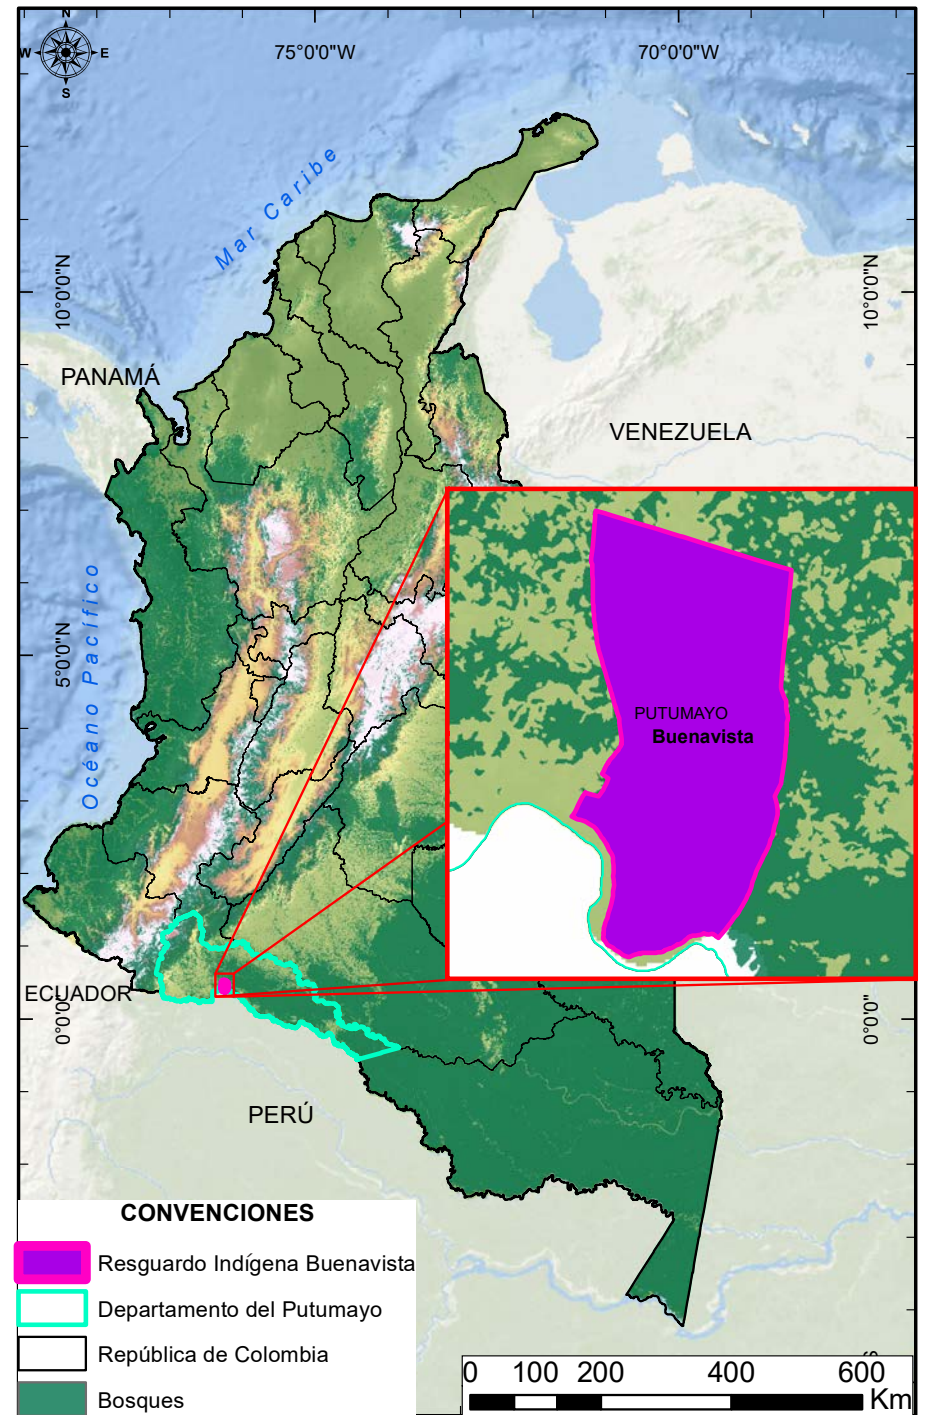 N
W
E
S
75°0'0"W
70°0'0"W
Mar Caribe
10°0'0"N
10°0'0"N
PANAMÁ
VENEZUELA
Océano Pacífico
5°0'0"N
PUTUMAYO
Buenavista
ECUADOR
0°0'0"
0°0'0"
PERÚ
CONVENCIONES
Resguardo Indígena Buenavista
Departamento del Putumayo
República de Colombia
Bosques
0 100 200 400 600
Km